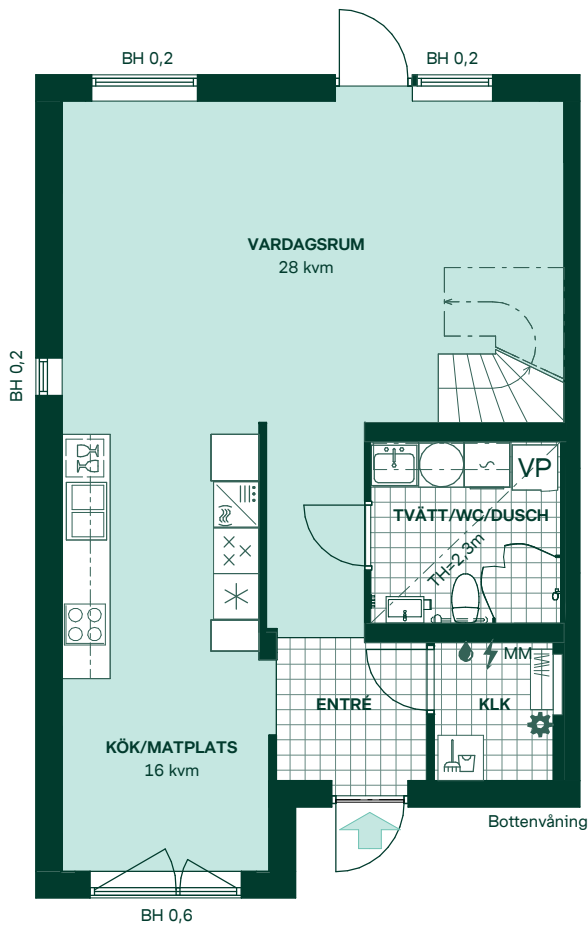 BH 0,2
BH 0,2
VARDAGSRUM
28 kvm
BH 0,2
VP
TVÄTT/WC/DUSCH
TH=2,3m
MM
ENTRÉ
KLK
KÖK/MATPLATS
16 kvm
Bottenvåning
BH 0,6